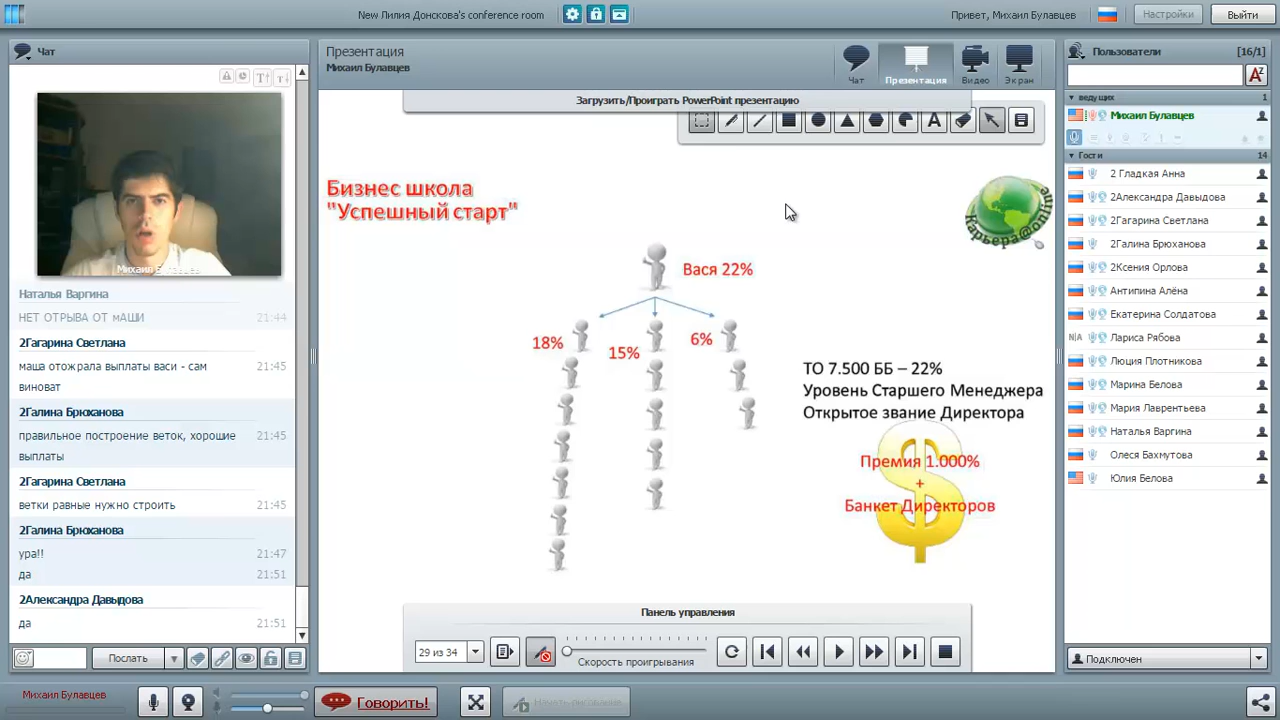 New Лилия Донскова's conference room
Привет, Михаил Булавцев
Настройки
Выйти
Чат
Наталья Варгина
НЕТ ОТРЫВА ОТ мАШИ 21:44
2Гагарина Светлана
маша отожрала выплаты васи - сам 21:45
виноват
2Галина Брюханова
правильное построение веток, хорошие 21:45
выплаты
2Гагарина Светлана
ветки равные нужно строить 21:45
2Галина Брюханова
ура!! 21:47
да 21:51
2Александра Давыдова
да 21:51
Послать
Презентация
Михаил Булавцев
Чат
Презентация
Видео
Экран
Загрузить/Проиграть PowerPoint презентацию
Бизнес школа
"Успешный старт"
Карьера@online
Вася 22%
18%
15%
6%
ТО 7.500 ББ – 22%
Уровень Старшего Менеджера
Открытое звание Директора
Премия 1.000%
+
Банкет Директоров
$
Панель управления
29 из 34
Скорость проигрывания
Пользователи [16/1]
ведущих 1
Михаил Булавцев
Гости 14
2 Гладкая Анна
2Александра Давыдова
2Гагарина Светлана
2Галина Брюханова
2Ксения Орлова
Антипина Алёна
Екатерина Солдатова
N/A Лариса Рябова
Люция Плотникова
Марина Белова
Мария Лаврентьева
Наталья Варгина
Олеся Бахмутова
Юлия Белова
Подключен
Михаил Булавцев
Говорить!